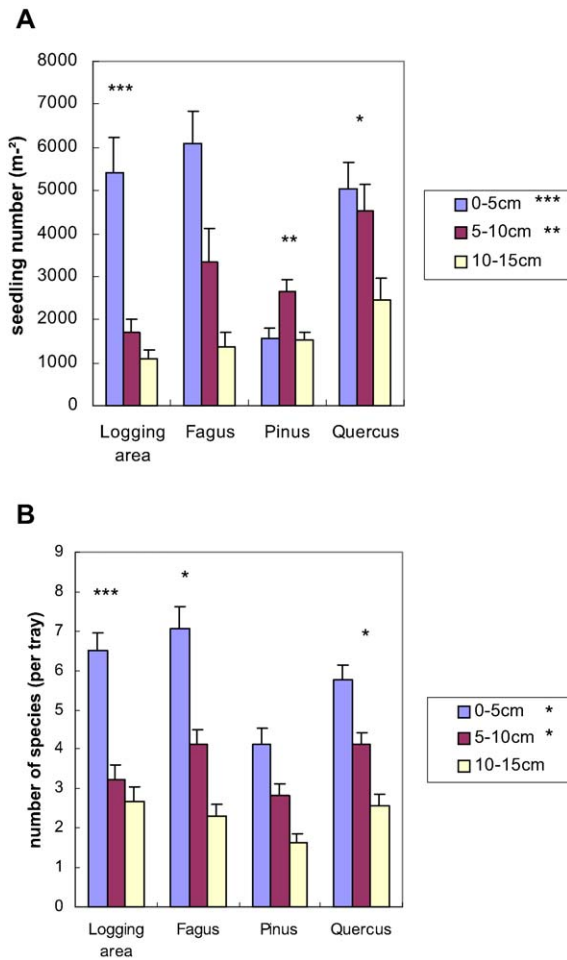 A
8000
7000
6000
5000
4000
3000
2000
1000
0
seedling number (m-²)
***
**
*
Logging area
Fagus
Pinus
Quercus
0-5cm ***
5-10cm **
10-15cm
B
9
8
7
6
5
4
3
2
1
0
number of species (per tray)
***
*
*
Logging area
Fagus
Pinus
Quercus
0-5cm *
5-10cm *
10-15cm